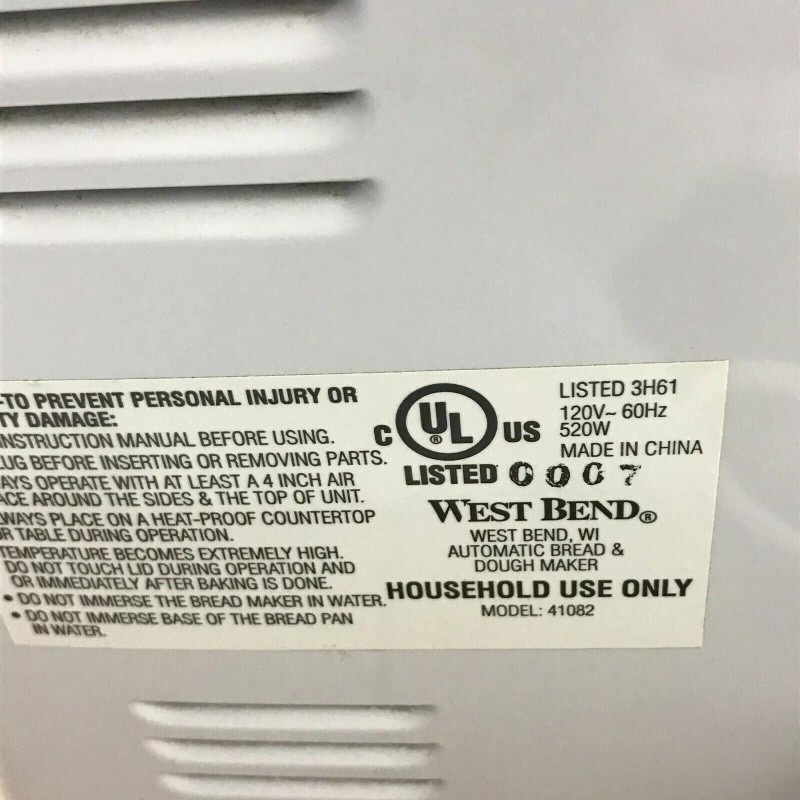 -TO PREVENT PERSONAL INJURY OR
TY DAMAGE:
INSTRUCTION MANUAL BEFORE USING.
UG BEFORE INSERTING OR REMOVING PARTS.
AYS OPERATE WITH AT LEAST A 4 INCH AIR
ACE AROUND THE SIDES & THE TOP OF UNIT.
WAYS PLACE ON A HEAT-PROOF COUNTERTOP
R TABLE DURING OPERATION.
TEMPERATURE BECOMES EXTREMELY HIGH.
DO NOT TOUCH LID DURING OPERATION AND
OR IMMEDIATELY AFTER BAKING IS DONE.
• DO NOT IMMERSE THE BREAD MAKER IN WATER.
• DO NOT IMMERSE BASE OF THE BREAD PAN
IN WATER.
C UL® US
LISTED 0007
LISTED 3H61
120V~ 60Hz
520W
MADE IN CHINA
WEST BEND®
WEST BEND, WI
AUTOMATIC BREAD &
DOUGH MAKER
HOUSEHOLD USE ONLY
MODEL: 41082